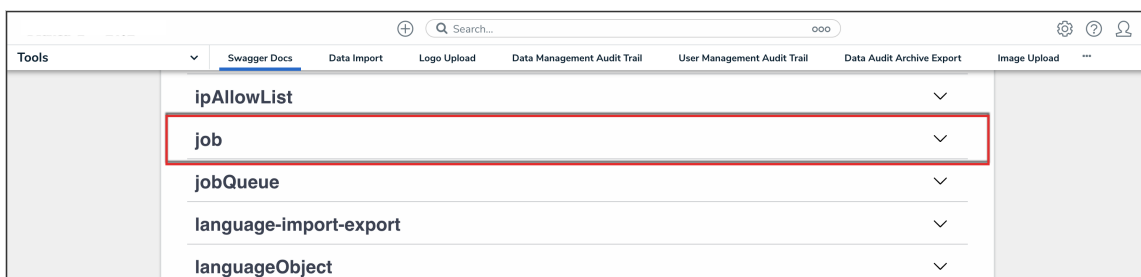 Search...
Tools Swagger Docs Data Import Logo Upload Data Management Audit Trail User Management Audit Trail Data Audit Archive Export Image Upload
ipAllowList
job
jobQueue
language-import-export
languageObject